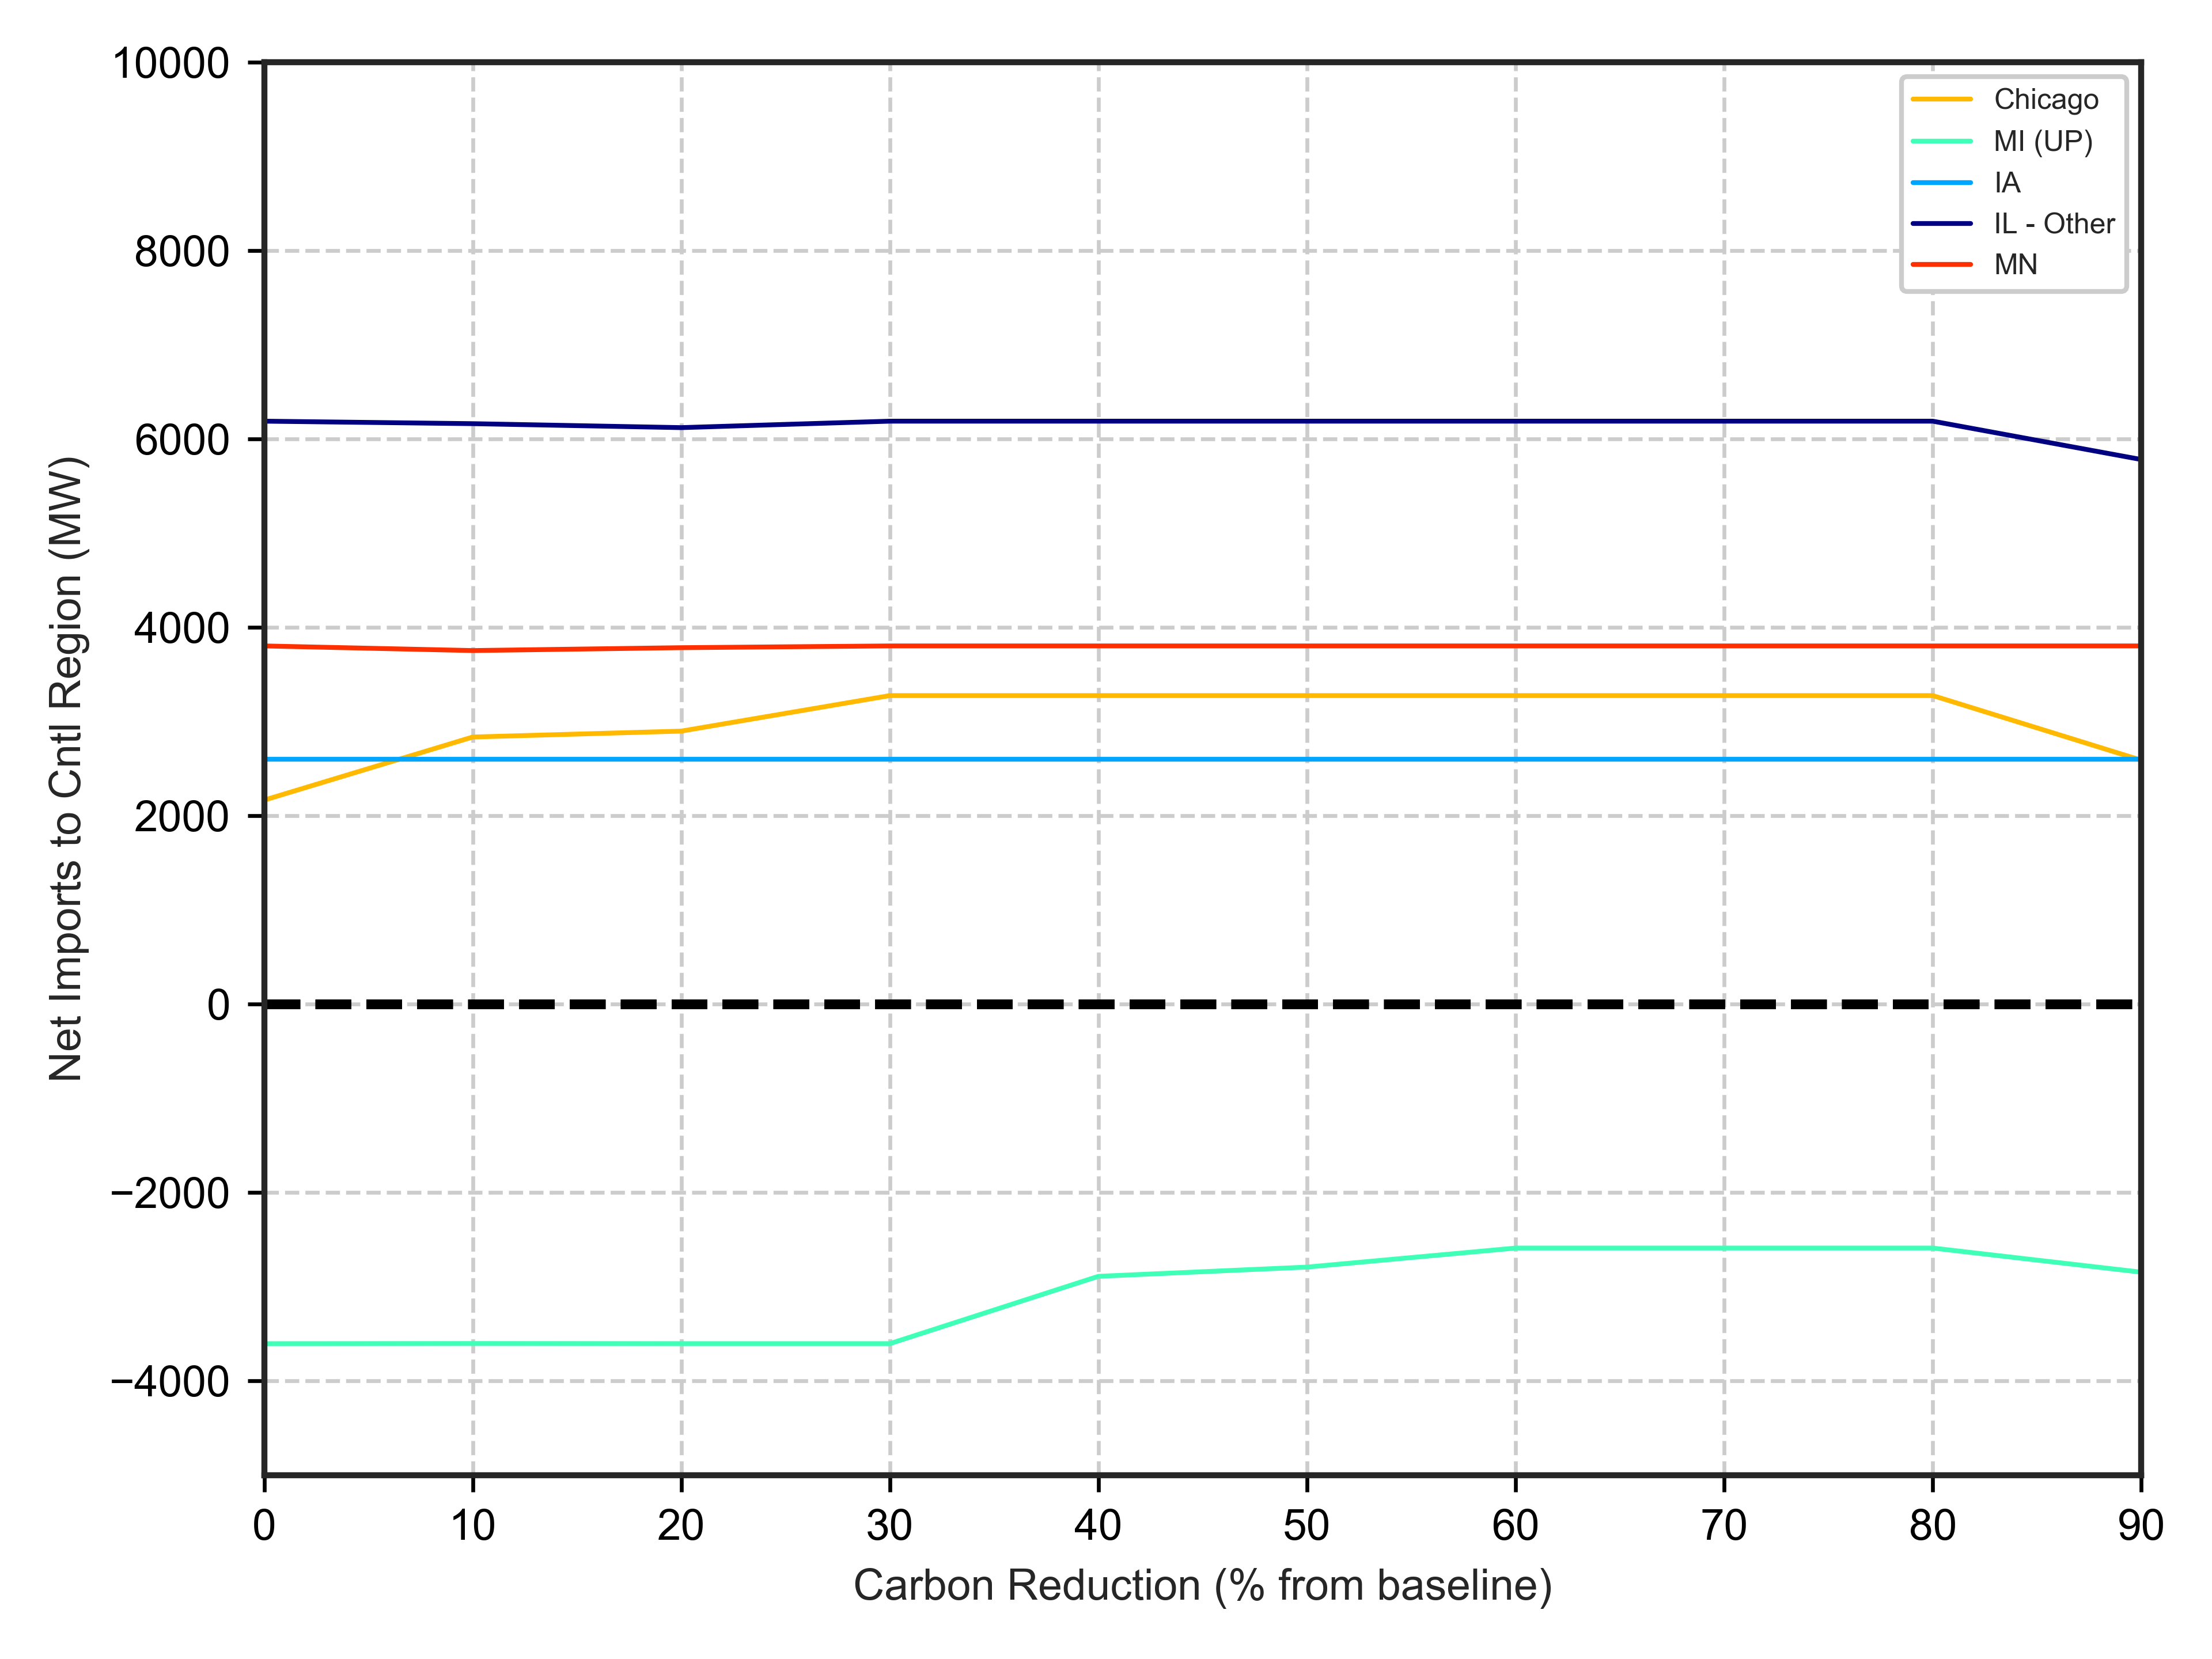 10000
8000
6000
4000
2000
0
−2000
−4000
Net Imports to Cntl Region (MW)
Chicago
MI (UP)
IA
IL - Other
MN
0 10 20 30 40 50 60 70 80 90
Carbon Reduction (% from baseline)